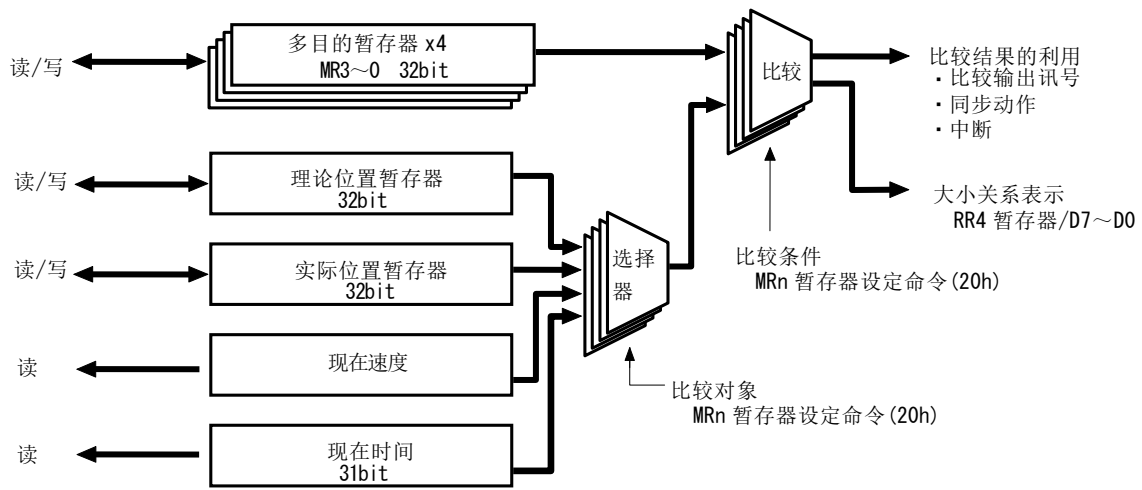 读/写
多目的暂存器 x4
MR3～0 32bit
比较
比较结果的利用
・比较输出讯号
・同步动作
・中断
读/写
理论位置暂存器
32bit
大小关系表示
RR4 暂存器/D7～D0
读/写
实际位置暂存器
32bit
选择
器
比较条件
MRn 暂存器设定命令(20h)
读
现在速度
比较对象
MRn 暂存器设定命令(20h)
读
现在时间
31bit